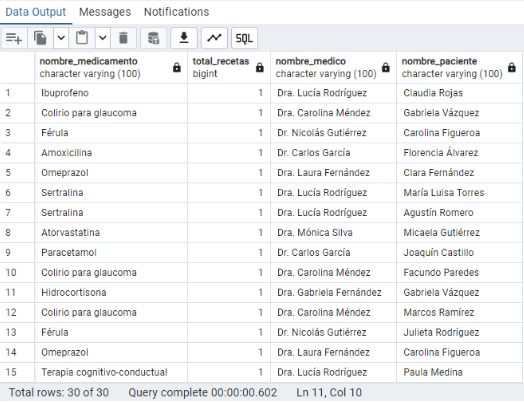 Data Output Messages Notifications
SQL
nombre_medicamento total_recetas nombre_medico nombre_paciente
character varying (100) bigint character varying (100) character varying (100)
1 Ibuprofeno 1 Dra. Lucía Rodríguez Claudia Rojas
2 Colirio para glaucoma 1 Dra. Carolina Méndez Gabriela Vázquez
3 Férula 1 Dr. Nicolás Gutiérrez Carolina Figueroa
4 Amoxicilina 1 Dr. Carlos García Florencia Álvarez
5 Omeprazol 1 Dra. Laura Fernández Clara Fernández
6 Sertralina 1 Dra. Lucía Rodríguez María Luisa Torres
7 Sertralina 1 Dra. Lucía Rodríguez Agustín Romero
8 Atorvastatina 1 Dra. Mónica Silva Micaela Gutiérrez
9 Paracetamol 1 Dr. Carlos García Joaquín Castillo
10 Colirio para glaucoma 1 Dra. Carolina Méndez Facundo Paredes
11 Hidrocortisona 1 Dra. Gabriela Fernández Gabriela Vázquez
12 Colirio para glaucoma 1 Dra. Carolina Méndez Marcos Ramírez
13 Férula 1 Dr. Nicolás Gutiérrez Julieta Rodríguez
14 Omeprazol 1 Dra. Laura Fernández Carolina Figueroa
15 Terapia cognitivo-conductual 1 Dra. Lucía Rodríguez Paula Medina
Total rows: 30 of 30 Query complete 00:00:00.602 Ln 11, Col 10